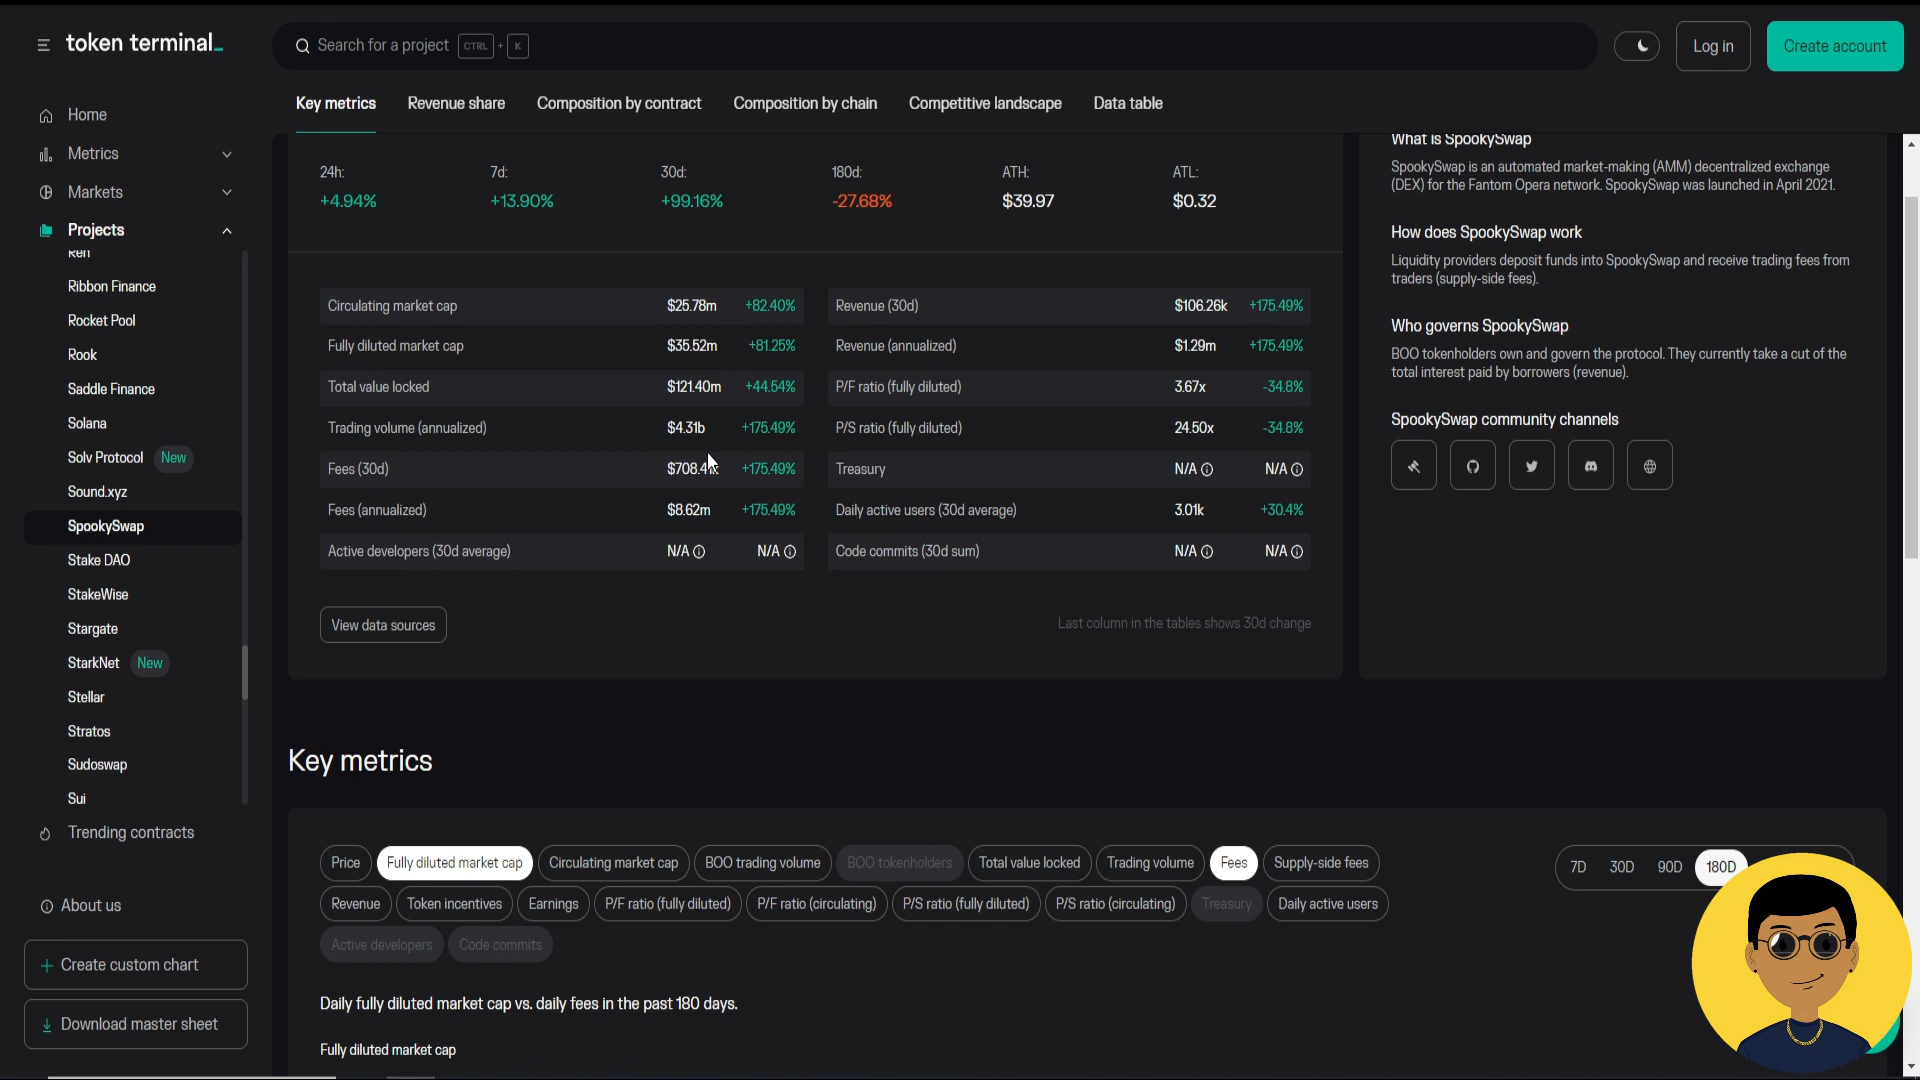 token terminal_
Search for a project CTRL + K
Log in
Create account
Key metrics Revenue share Composition by contract Composition by chain Competitive landscape Data table
Home
Metrics
Markets
Projects
Ren
Ribbon Finance
Rocket Pool
Rook
Saddle Finance
Solana
Solv Protocol New
Sound.xyz
SpookySwap
Stake DAO
StakeWise
Stargate
StarkNet New
Stellar
Stratos
Sudoswap
Sui
Trending contracts
About us
Create custom chart
Download master sheet
24h: 7d: 30d: 180d: ATH: ATL:
+4.94% +13.90% +99.16% -27.68% $39.97 $0.32
Circulating market cap $25.78m +82.40% Revenue (30d) $106.26k +175.49%
Fully diluted market cap $35.52m +81.25% Revenue (annualized) $1.29m +175.49%
Total value locked $121.40m +44.54% P/F ratio (fully diluted) 3.67x -34.8%
Trading volume (annualized) $4.31b +175.49% P/S ratio (fully diluted) 24.50x -34.8%
Fees (30d) +175.49% Treasury N/A N/A
Fees (annualized) $8.62m +175.49% Daily active users (30d average) 3.01k +30.4%
Active developers (30d average) N/A N/A Code commits (30d sum) N/A N/A
View data sources
Last column in the tables shows 30d change
What is SpookySwap
SpookySwap is an automated market-making (AMM) decentralized exchange
(DEX) for the Fantom Opera network. SpookySwap was launched in April 2021.
How does SpookySwap work
Liquidity providers deposit funds into SpookySwap and receive trading fees from
traders (supply-side fees).
Who governs SpookySwap
BOO tokenholders own and govern the protocol. They currently take a cut of the
total interest paid by borrowers (revenue).
SpookySwap community channels
Key metrics
Price Fully diluted market cap Circulating market cap BOO trading volume BOO tokenholders Total value locked Trading volume Fees Supply-side fees
Revenue Token incentives Earnings P/F ratio (fully diluted) P/F ratio (circulating) P/S ratio (fully diluted) P/S ratio (circulating) Treasury Daily active users
Active developers Code commits
7D 30D 90D 180D
Daily fully diluted market cap vs. daily fees in the past 180 days.
Fully diluted market cap